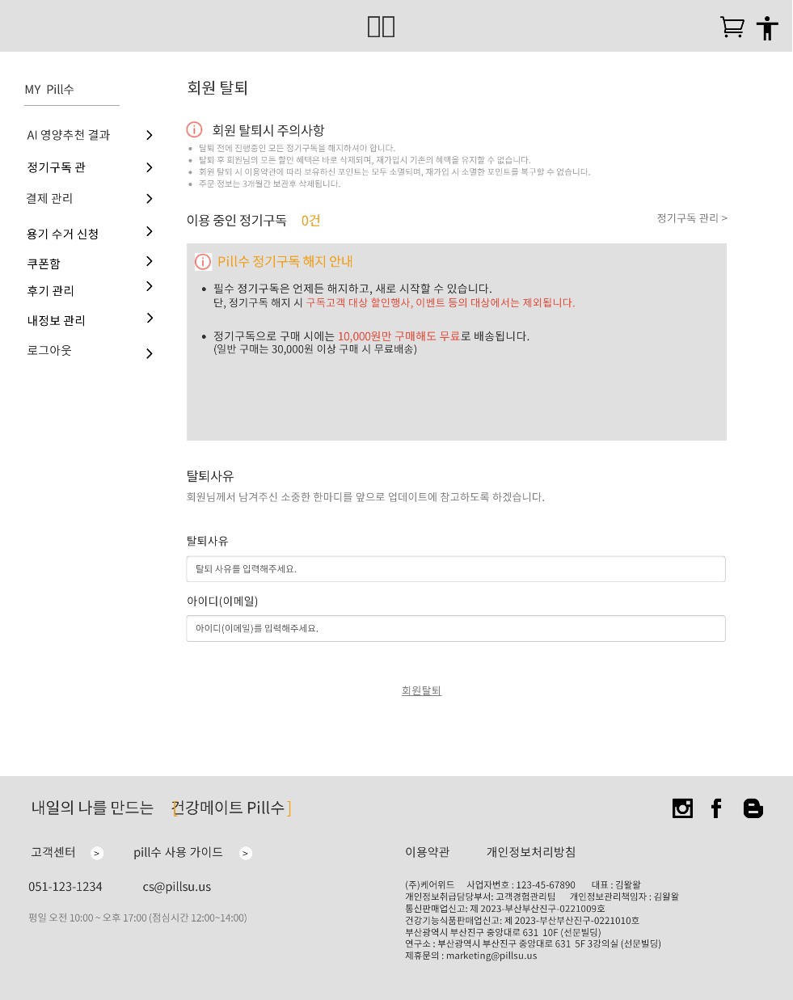 MY Pill수
AI 영양추천 결과
정기구독 관
결제 관리
용기 수거 신청
쿠폰함
후기 관리
내정보 관리
로그아웃
회원 탈퇴
회원 탈퇴시 주의사항
• 탈퇴 전에 진행중인 모든 정기구독을 해지하셔야 합니다.
• 탈퇴 후 회원님의 모든 할인 혜택은 바로 삭제되며, 재가입시 기존의 혜택을 유지할 수 없습니다.
• 회원 탈퇴 시 이용약관에 따라 보유하신 포인트는 모두 소멸되며, 재가입 시 소멸한 포인트를 복구할 수 없습니다.
• 주문 정보는 3개월간 보관후 삭제됩니다.
이용 중인 정기구독 0건
정기구독 관리 >
Pill수 정기구독 해지 안내
• 필수 정기구독은 언제든 해지하고, 새로 시작할 수 있습니다.
단, 정기구독 해지 시 구독고객 대상 할인행사, 이벤트 등의 대상에서는 제외됩니다.
• 정기구독으로 구매 시에는 10,000원만 구매해도 무료로 배송됩니다.
(일반 구매는 30,000원 이상 구매 시 무료배송)
탈퇴사유
회원님께서 남겨주신 소중한 한마디를 앞으로 업데이트에 참고하도록 하겠습니다.
탈퇴사유
탈퇴 사유를 입력해주세요.
아이디(이메일)
아이디(이메일)를 입력해주세요.
회원탈퇴
내일의 나를 만드는 [건강메이트 Pill수]
고객센터 > pill수 사용 가이드 >
051-123-1234 cs@pillsu.us
평일 오전 10:00 ~ 오후 17:00 (점심시간 12:00~14:00)
이용약관 개인정보처리방침
(주)케어위드 사업자번호 : 123-45-67890 대표 : 김왈왈
개인정보취급담당부서: 고객경험관리팀 개인정보관리책임자 : 김왈왈
통신판매업신고: 제 2023-부산부산진구-0221009호
건강기능식품판매업신고: 제 2023-부산부산진구-0221010호
부산광역시 부산진구 중앙대로 631 10F (선문빌딩)
연구소 : 부산광역시 부산진구 중앙대로 631 5F 3강의실 (선문빌딩)
제휴문의 : marketing@pillsu.us